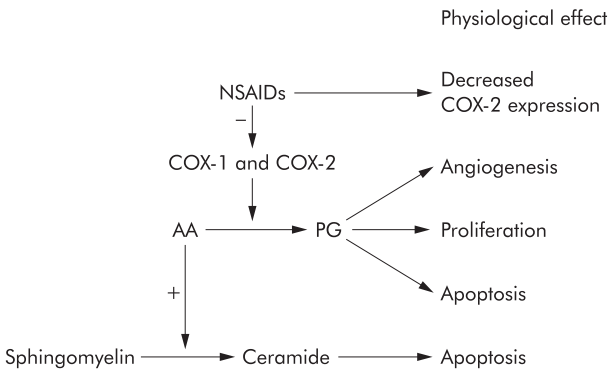 Physiological effect
NSAIDs
Decreased
COX-2 expression
–
COX-1 and COX-2
Angiogenesis
AA
PG
Proliferation
+
Apoptosis
Sphingomyelin
Ceramide
Apoptosis